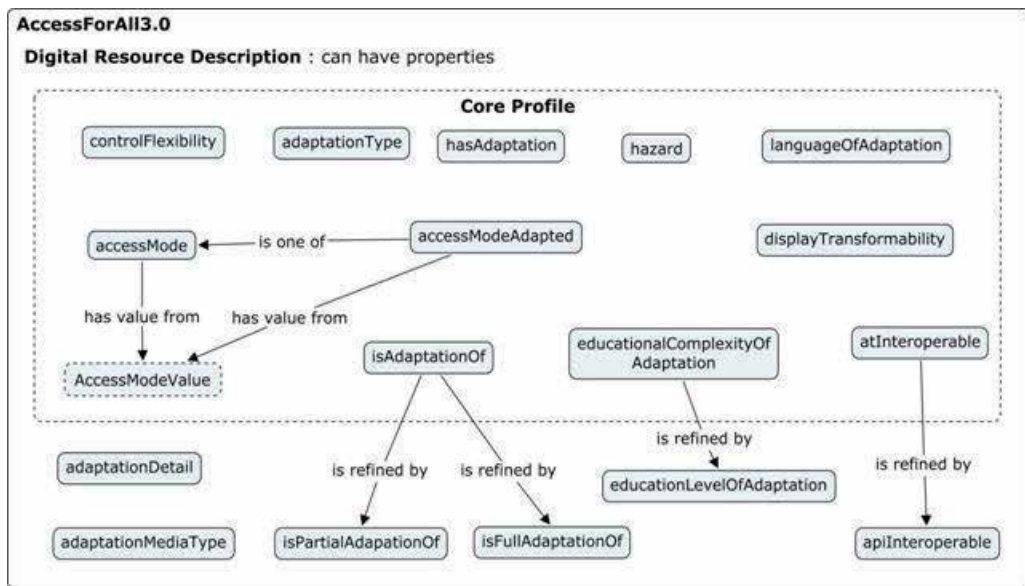 AccessForAll3.0
Digital Resource Description : can have properties
Core Profile
controlFlexibility
adaptationType
hasAdaptation
hazard
languageOfAdaptation
accessMode
is one of
accessModeAdapted
displayTransformability
has value from
has value from
AccessModeValue
isAdaptationOf
educationalComplexityOf
Adaptation
atInteroperable
adaptationDetail
is refined by
is refined by
is refined by
is refined by
educationLevelOfAdaptation
adaptationMediaType
isPartialAdapationOf
isFullAdaptationOf
apiInteroperable